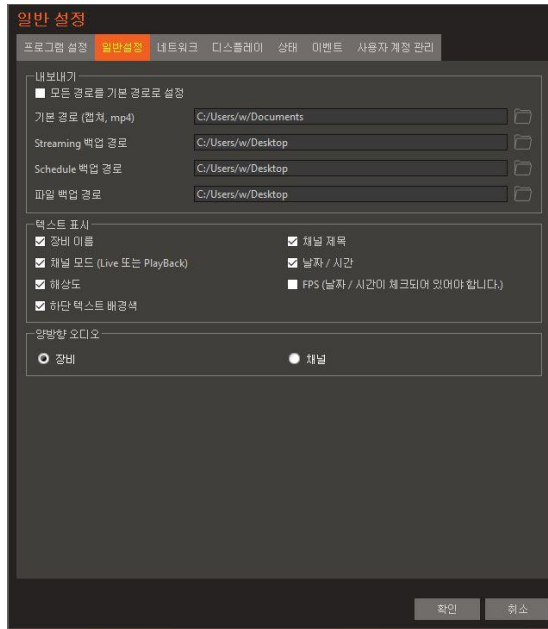 일반 설정
프로그램 설정 일반설정 네트워크 디스플레이 상태 이벤트 사용자 계정 관리
내보내기
모든 경로를 기본 경로로 설정
기본 경로 (캡쳐, mp4) C:/Users/w/Documents
Streaming 백업 경로 C:/Users/w/Desktop
Schedule 백업 경로 C:/Users/w/Desktop
파일 백업 경로 C:/Users/w/Desktop
텍스트 표시
장비 이름 채널 제목
채널 모드 (Live 또는 PlayBack) 날짜 / 시간
해상도 FPS (날짜 / 시간이 체크되어 있어야 합니다.)
하단 텍스트 배경색
양방향 오디오
장비 채널
확인 취소